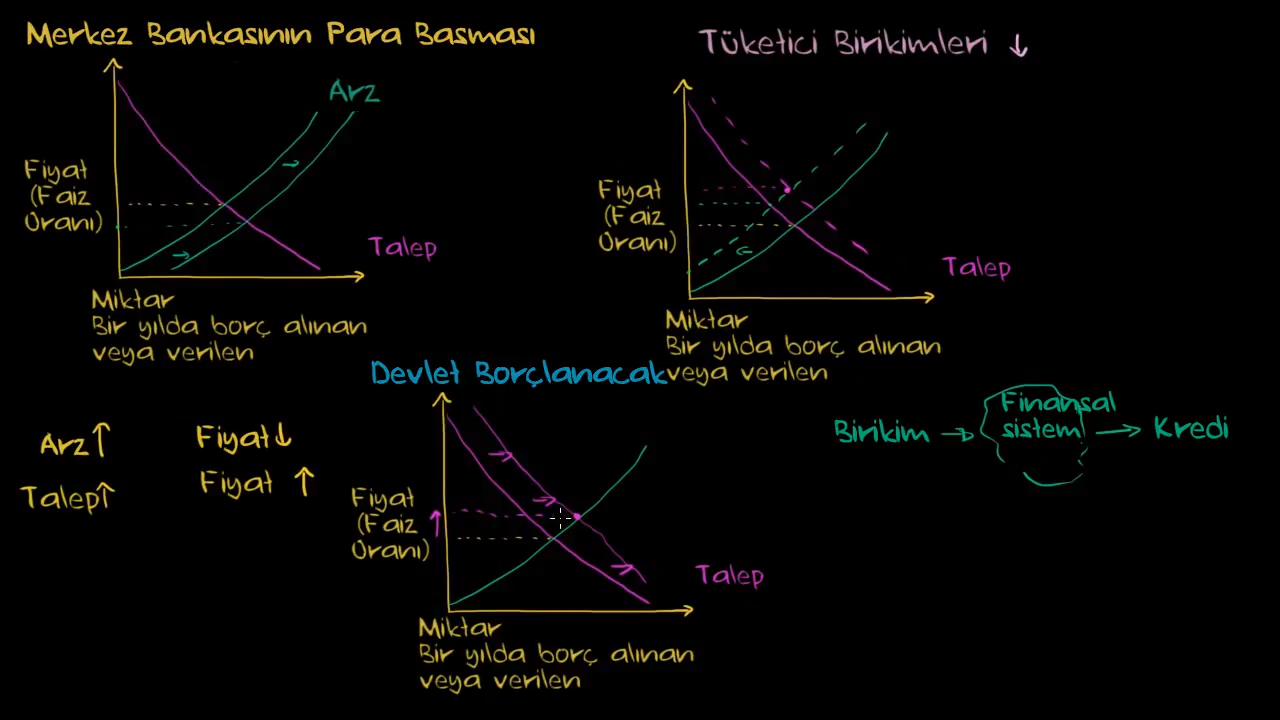 Merkez Bankasının Para Basması
Arz
Fiyat
(Faiz
Oranı)
Talep
Miktar
Bir yılda borç alınan
veya verilen
Tüketici Birikimleri ↓
Fiyat
(Faiz
Oranı)
Talep
Miktar
Bir yılda borç alınan
veya verilen
Devlet Borçlanacak
Arz↑ Fiyat↓
Talep↑ Fiyat ↑
Fiyat
(Faiz
Oranı)
Talep
Miktar
Bir yılda borç alınan
veya verilen
Birikim → Finansal
sistem → Kredi